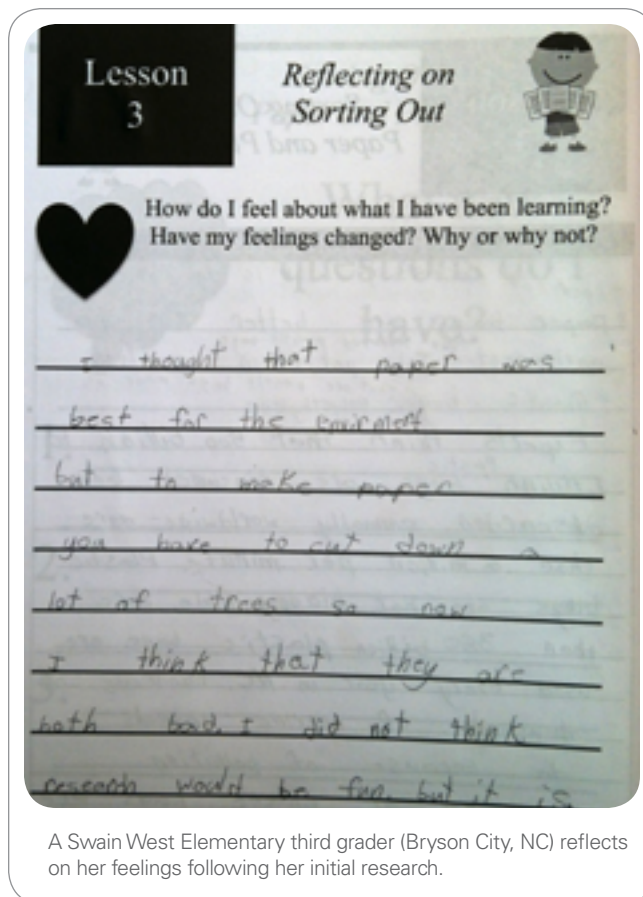 Lesson
3
Reflecting on
Sorting Out
How do I feel about what I have been learning?
Have my feelings changed? Why or why not?
I thought that paper was
best for the envirment
but to make paper
you have to cut down a
lot of trees so now
I think that they are
both bad. I did not think
research would be fun. but it is
A Swain West Elementary third grader (Bryson City, NC) reflects
on her feelings following her initial research.